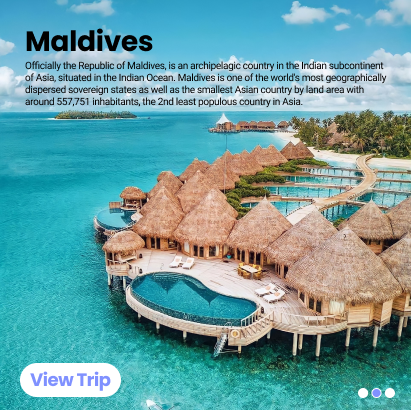 Maldives
Officially the Republic of Maldives, is an archipelagic country in the Indian subcontinent
of Asia, situated in the Indian Ocean. Maldives is one of the world's most geographically
dispersed sovereign states as well as the smallest Asian country by land area with
around 557,751 inhabitants, the 2nd least populous country in Asia.
View Trip